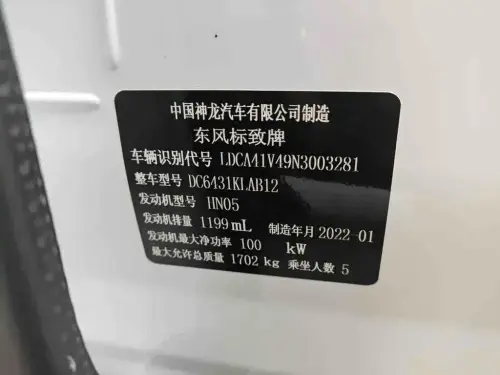 中国神龙汽车有限公司制造
东风标致牌
车辆识别代号 LDCA41V49N3003281
整车型号 DC6431KLAB12
发动机型号 HN05
发动机排量 1199mL 制造年月 2022-01
发动机最大净功率 100 kW
最大允许总质量 1702 kg 乘坐人数 5